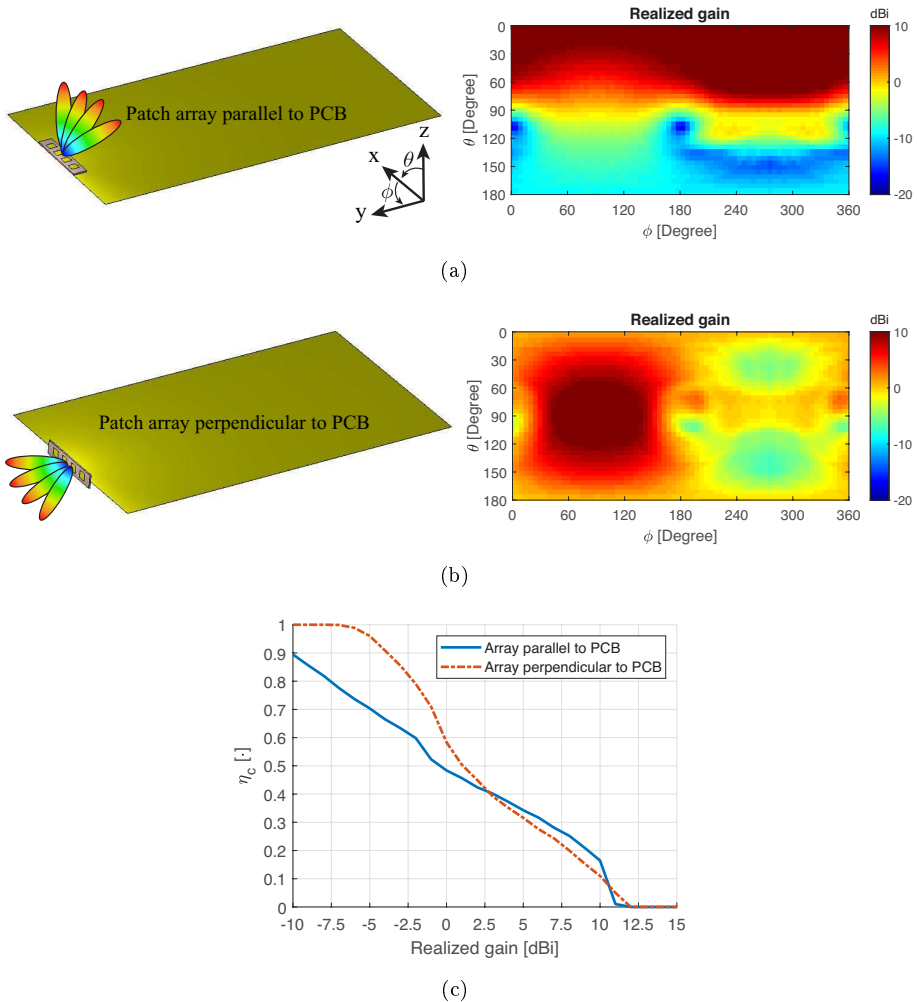 Patch array parallel to PCB
z
x
θ
ϕ
y
Realized gain
dBi
0
30
60
90
120
150
180
θ [Degree]
0 60 120 180 240 300 360
ϕ [Degree]
10
0
-10
-20
(a)
Patch array perpendicular to PCB
Realized gain
dBi
0
30
60
90
120
150
180
θ [Degree]
0 60 120 180 240 300 360
ϕ [Degree]
10
0
-10
-20
(b)
1
0.9
0.8
0.7
0.6
0.5
0.4
0.3
0.2
0.1
0
ηc [·]
Array parallel to PCB
Array perpendicular to PCB
-10 -7.5 -5 -2.5 0 2.5 5 7.5 10 12.5 15
Realized gain [dBi]
(c)